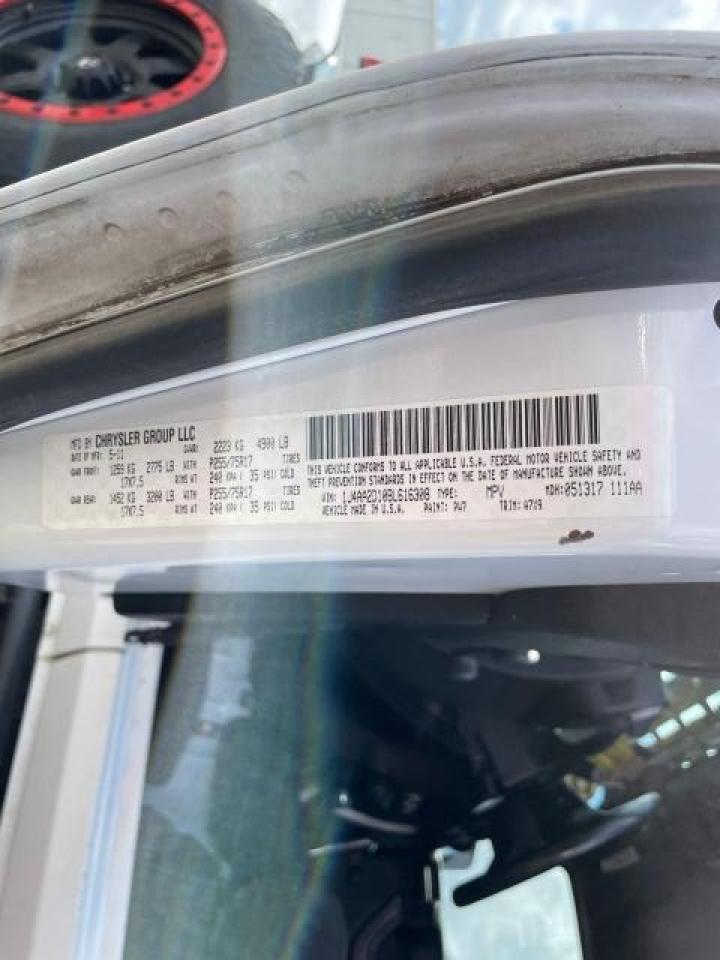 MFD BY CHRYSLER GROUP LLC
DATE OF MFR: 5-11 GVWR: 2223 KG 4900 LB
GAWR FRONT: 1259 KG 2775 LB WITH P255/75R17 TIRES
17X7.5 RIMS AT 240 KPA ( 35 PSI) COLD
GAWR REAR: 1452 KG 3200 LB WITH P255/75R17 TIRES
17X7.5 RIMS AT 240 KPA ( 35 PSI) COLD
THIS VEHICLE CONFORMS TO ALL APPLICABLE U.S.A. FEDERAL MOTOR VEHICLE SAFETY AND
THEFT PREVENTION STANDARDS IN EFFECT ON THE DATE OF MANUFACTURE SHOWN ABOVE.
VIN: 1J4AA2D10BL616308 TYPE: MPV MDH: 051317 111AA
VEHICLE MADE IN U.S.A. PAINT: PW7 TRIM: A7J9